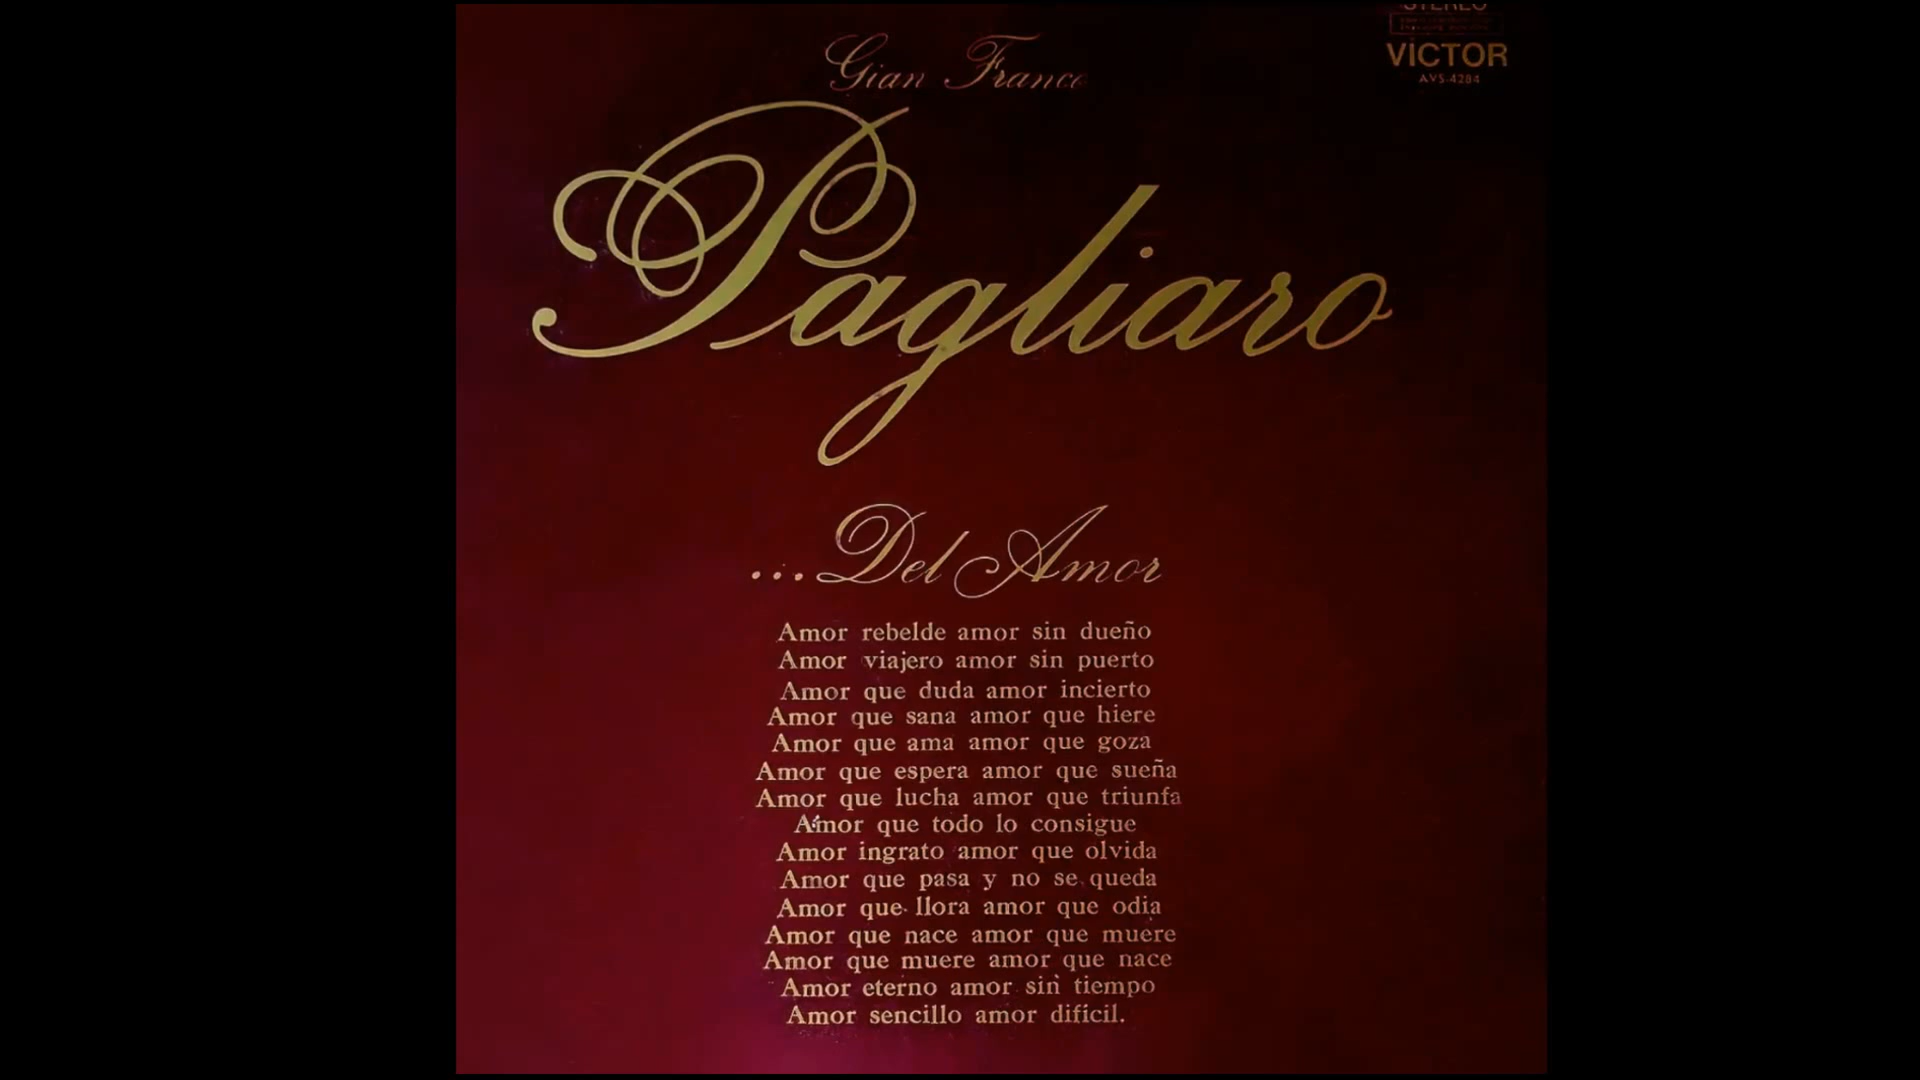 STEREO
VICTOR
AVS-4284
Gian Franco
Pagliaro
...Del Amor
Amor rebelde amor sin dueño
Amor viajero amor sin puerto
Amor que duda amor incierto
Amor que sana amor que hiere
Amor que ama amor que goza
Amor que espera amor que sueña
Amor que lucha amor que triunfa
Amor que todo lo consigue
Amor ingrato amor que olvida
Amor que pasa y no se queda
Amor que llora amor que odia
Amor que nace amor que muere
Amor que muere amor que nace
Amor eterno amor sin tiempo
Amor sencillo amor difícil.